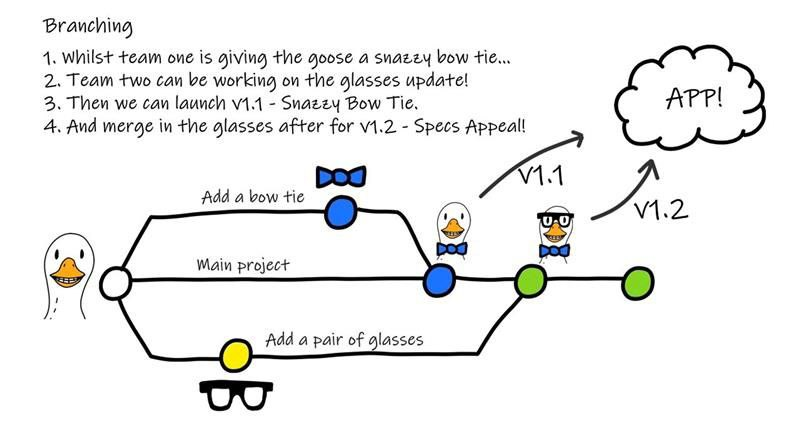 Branching
1. Whilst team one is giving the goose a snazzy bow tie...
2. Team two can be working on the glasses update!
3. Then we can launch v1.1 - Snazzy Bow Tie.
4. And merge in the glasses after for v1.2 - Specs Appeal!
APP!
v1.1
v1.2
Add a bow tie
Main project
Add a pair of glasses